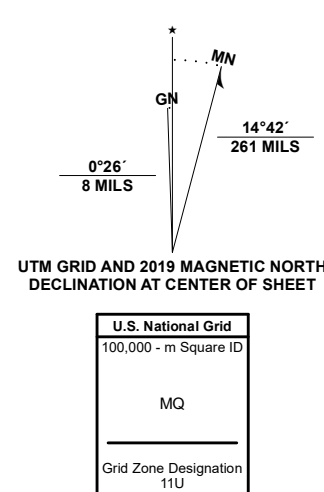 ★
MN
GN
14°42´
261 MILS
0°26´
8 MILS
UTM GRID AND 2019 MAGNETIC NORTH
DECLINATION AT CENTER OF SHEET
U.S. National Grid
100,000 - m Square ID
MQ
Grid Zone Designation
11U